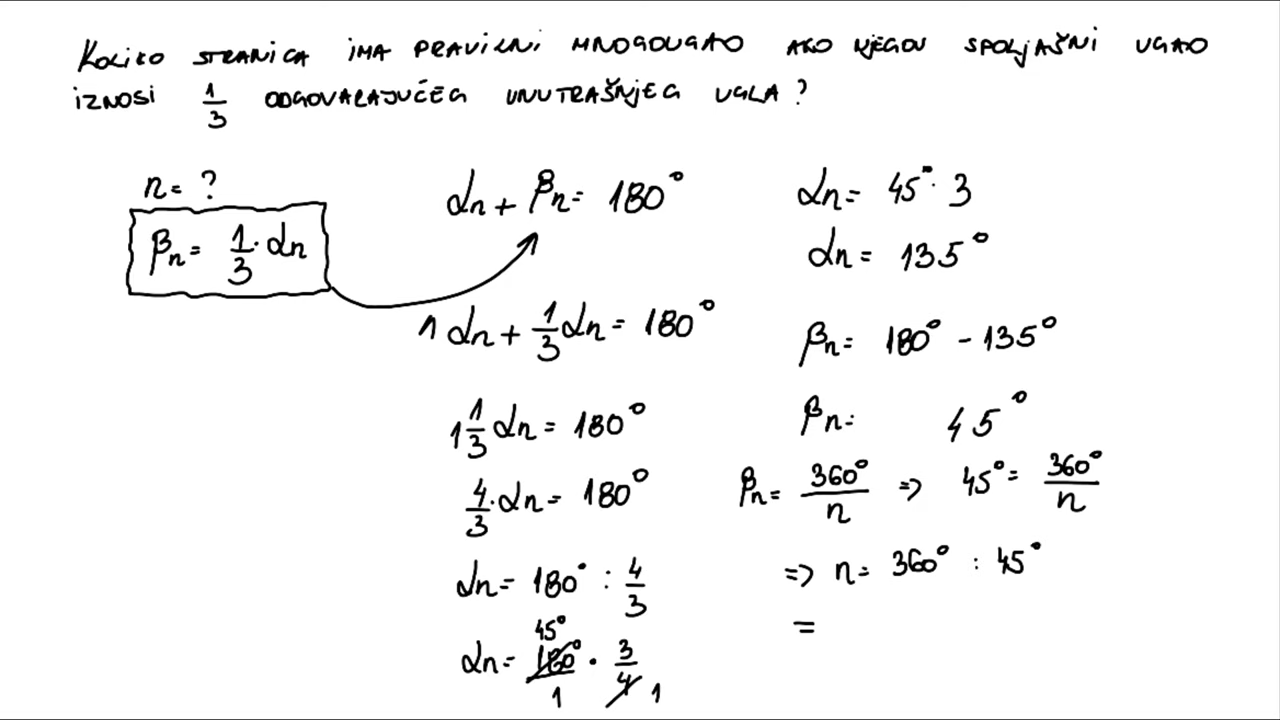 KOLIKO STRANICA IMA PRAVILNI MNOGOUGAO AKO NJEGOV SPOLJAŠNI UGAO
IZNOSI 1/3 ODGOVARAJUĆEG UNUTRAŠNJEG UGLA?
n = ?
βn = 1/3 · αn
αn + βn = 180°
1 αn + 1/3 αn = 180°
1 1/3 αn = 180°
4/3 · αn = 180°
αn = 180° : 4/3
45°
αn = 180° · 3/4
1 1
αn = 45° · 3
αn = 135°
βn = 180° - 135°
βn = 45°
βn = 360°/n => 45° = 360°/n
=> n = 360° : 45°
=